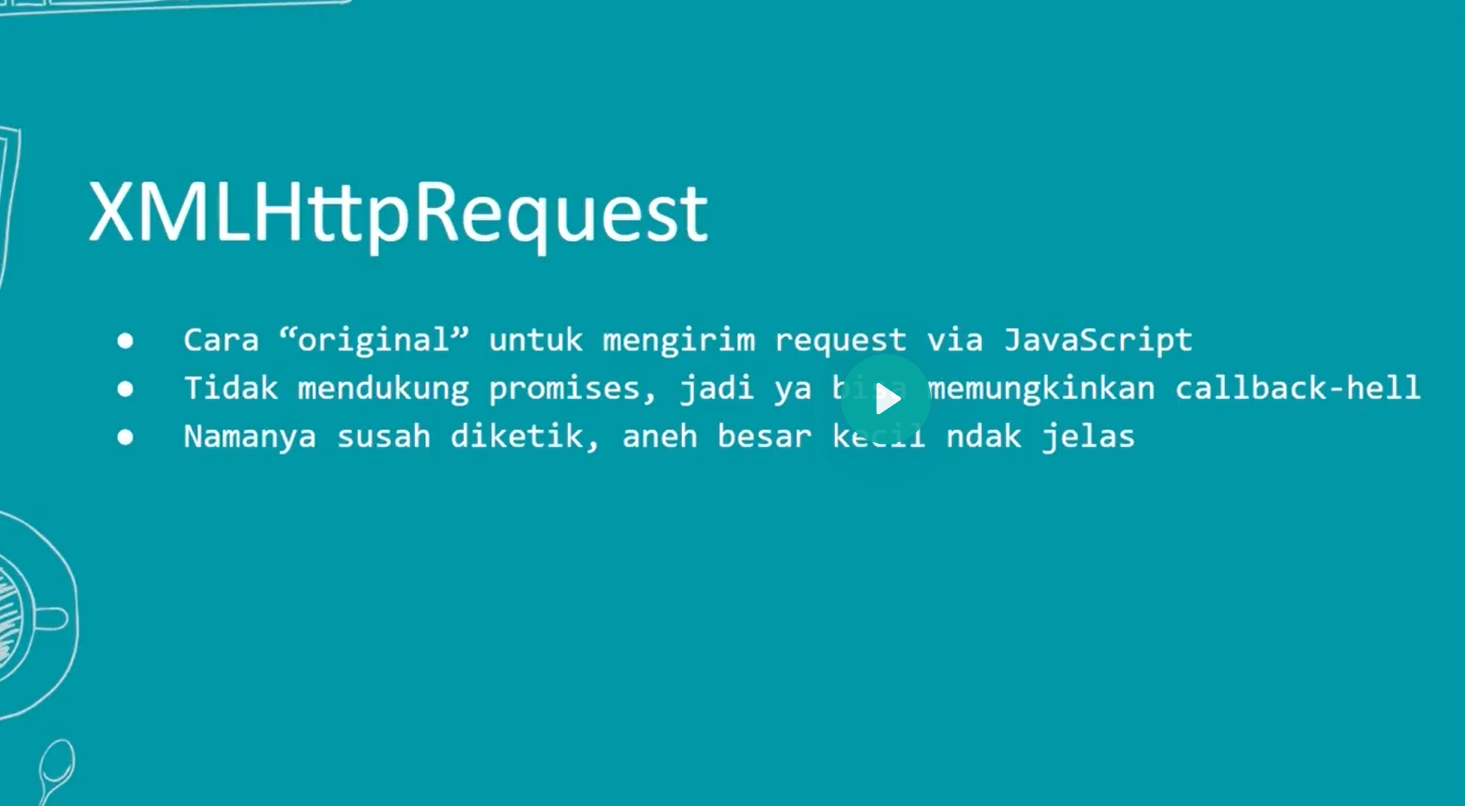 XMLHttpRequest
● Cara “original” untuk mengirim request via JavaScript
● Tidak mendukung promises, jadi ya bisa memungkinkan callback-hell
● Namanya susah diketik, aneh besar kecil ndak jelas